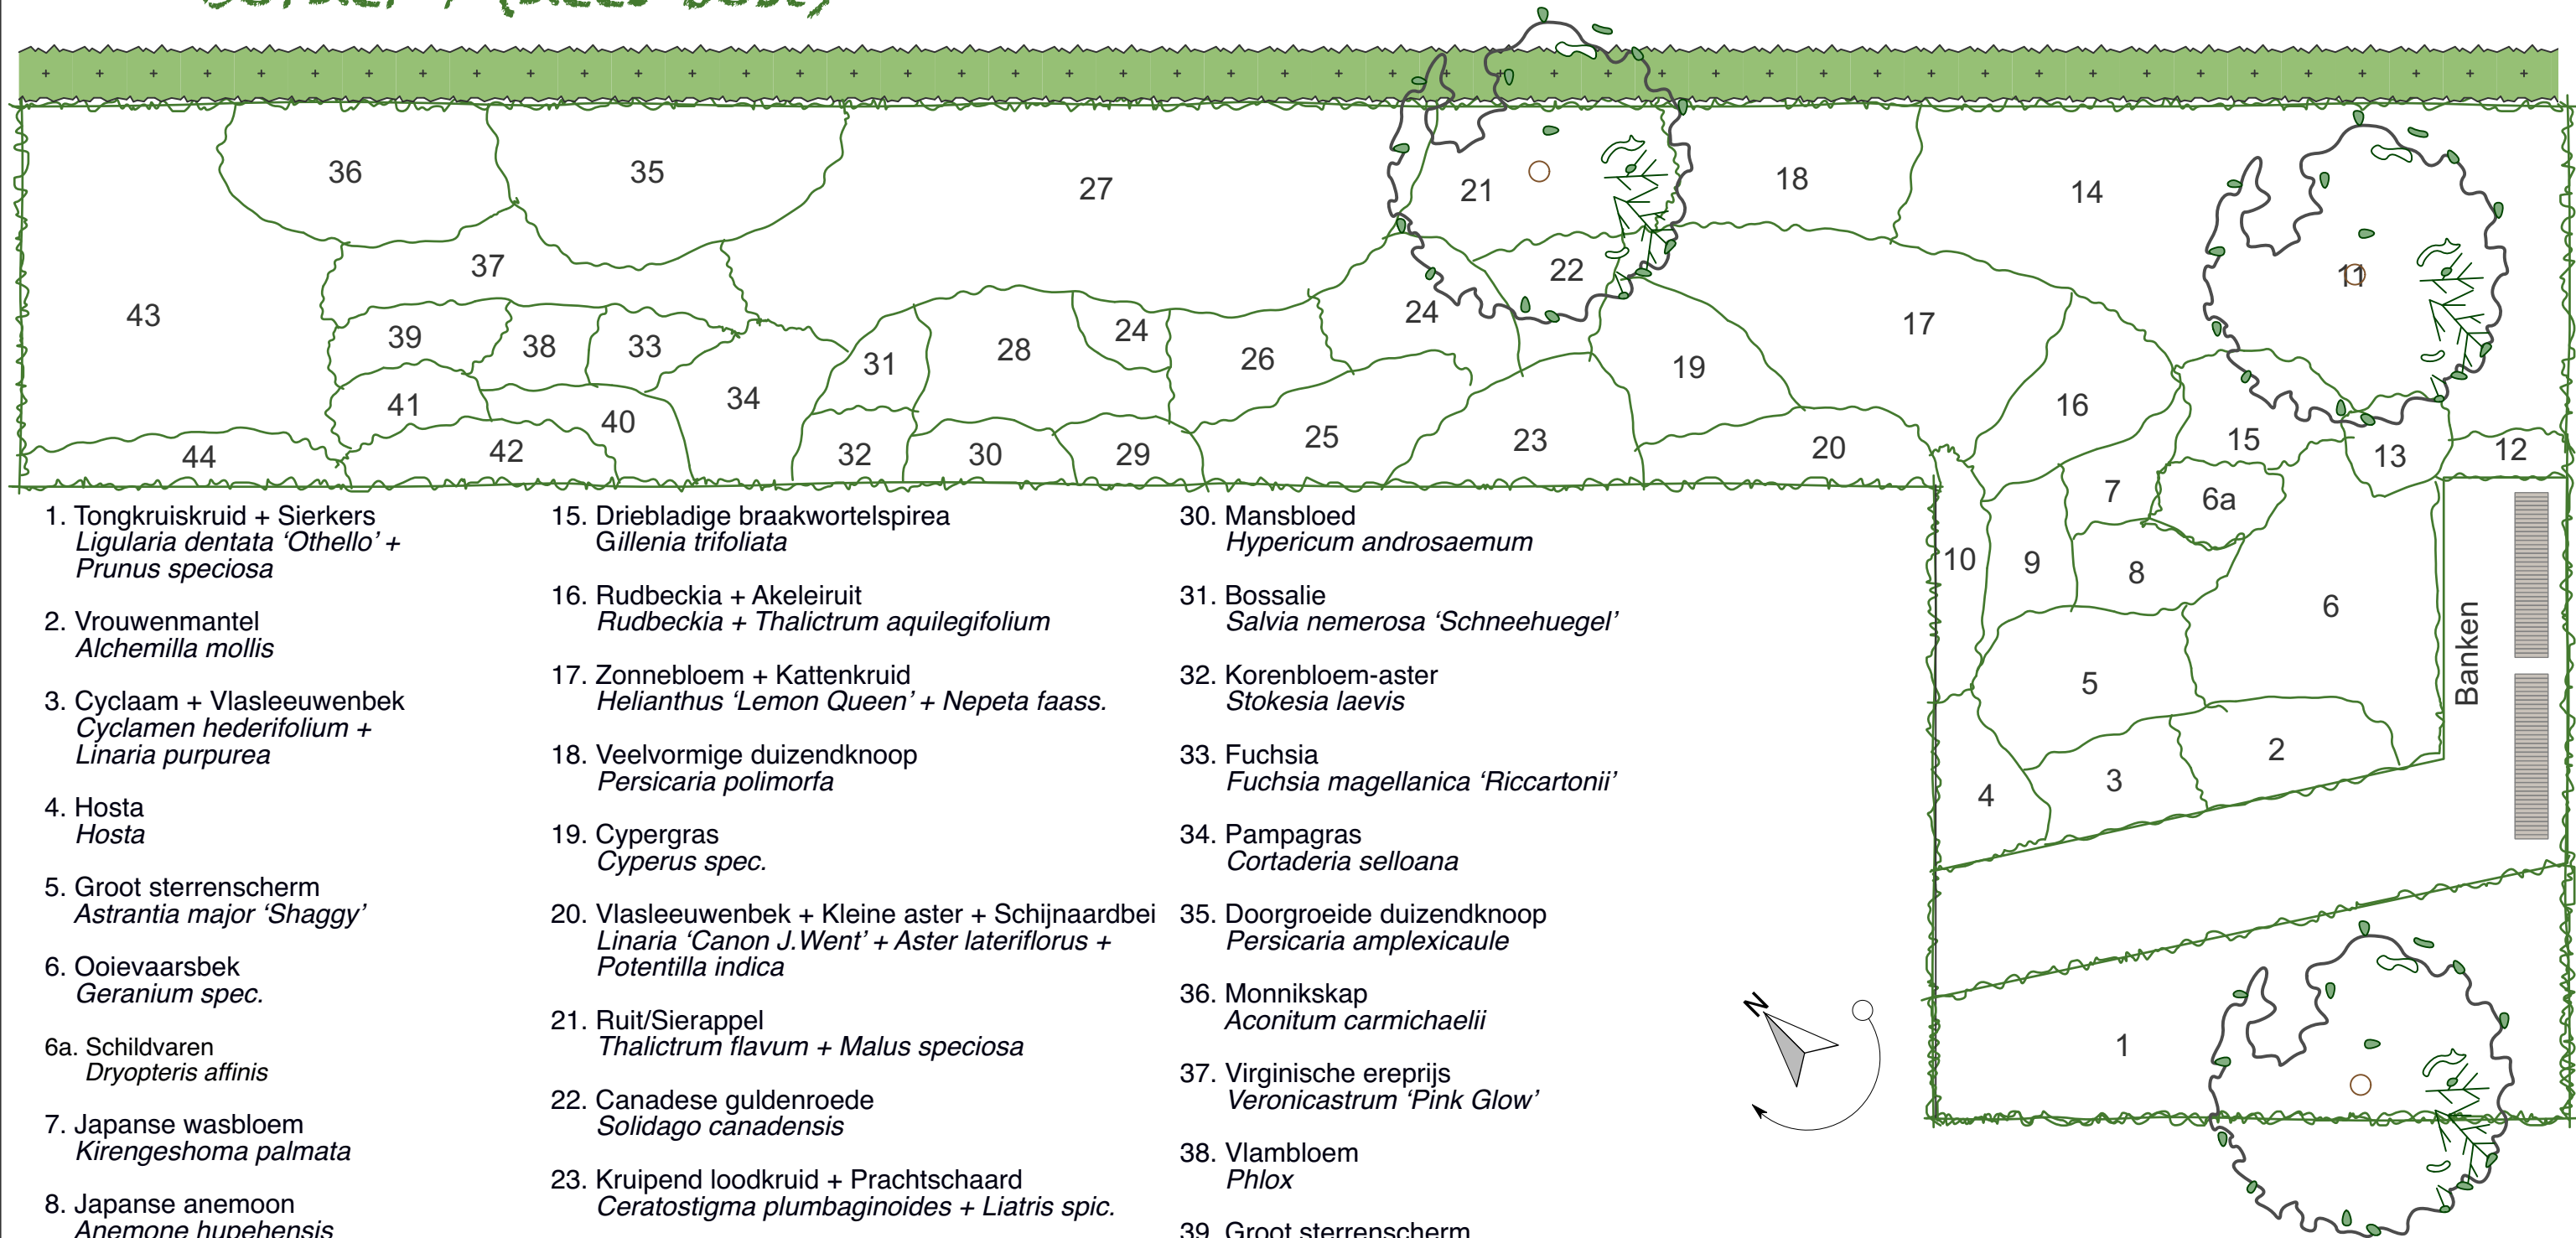 36
35
27
21
18
14
22
11
43
37
39
38
33
34
31
28
24
26
24
19
17
16
41
40
42
44
32
30
29
25
23
20
15
13
12
7
6a
10
9
8
6
5
4
3
2
1
Banken
N
1. Tongkruiskruid + Sierkers
Ligularia dentata ‘Othello’ +
Prunus speciosa
2. Vrouwenmantel
Alchemilla mollis
3. Cyclaam + Vlasleeuwenbek
Cyclamen hederifolium +
Linaria purpurea
4. Hosta
Hosta
5. Groot sterrenscherm
Astrantia major ‘Shaggy’
6. Ooievaarsbek
Geranium spec.
6a. Schildvaren
Dryopteris affinis
7. Japanse wasbloem
Kirengeshoma palmata
8. Japanse anemoon
Anemone hupehensis
15. Driebladige braakwortelspirea
Gillenia trifoliata
16. Rudbeckia + Akeleiruit
Rudbeckia + Thalictrum aquilegifolium
17. Zonnebloem + Kattenkruid
Helianthus ‘Lemon Queen’ + Nepeta faass.
18. Veelvormige duizendknoop
Persicaria polimorfa
19. Cypergras
Cyperus spec.
20. Vlasleeuwenbek + Kleine aster + Schijnaardbei
Linaria ‘Canon J.Went’ + Aster lateriflorus +
Potentilla indica
21. Ruit/Sierappel
Thalictrum flavum + Malus speciosa
22. Canadese guldenroede
Solidago canadensis
23. Kruipend loodkruid + Prachtschaard
Ceratostigma plumbaginoides + Liatris spic.
30. Mansbloed
Hypericum androsaemum
31. Bossalie
Salvia nemerosa ‘Schneehuegel’
32. Korenbloem-aster
Stokesia laevis
33. Fuchsia
Fuchsia magellanica ‘Riccartonii’
34. Pampagras
Cortaderia selloana
35. Doorgroeide duizendknoop
Persicaria amplexicaule
36. Monnikskap
Aconitum carmichaelii
37. Virginische ereprijs
Veronicastrum ‘Pink Glow’
38. Vlambloem
Phlox
39. Groot sterrenscherm